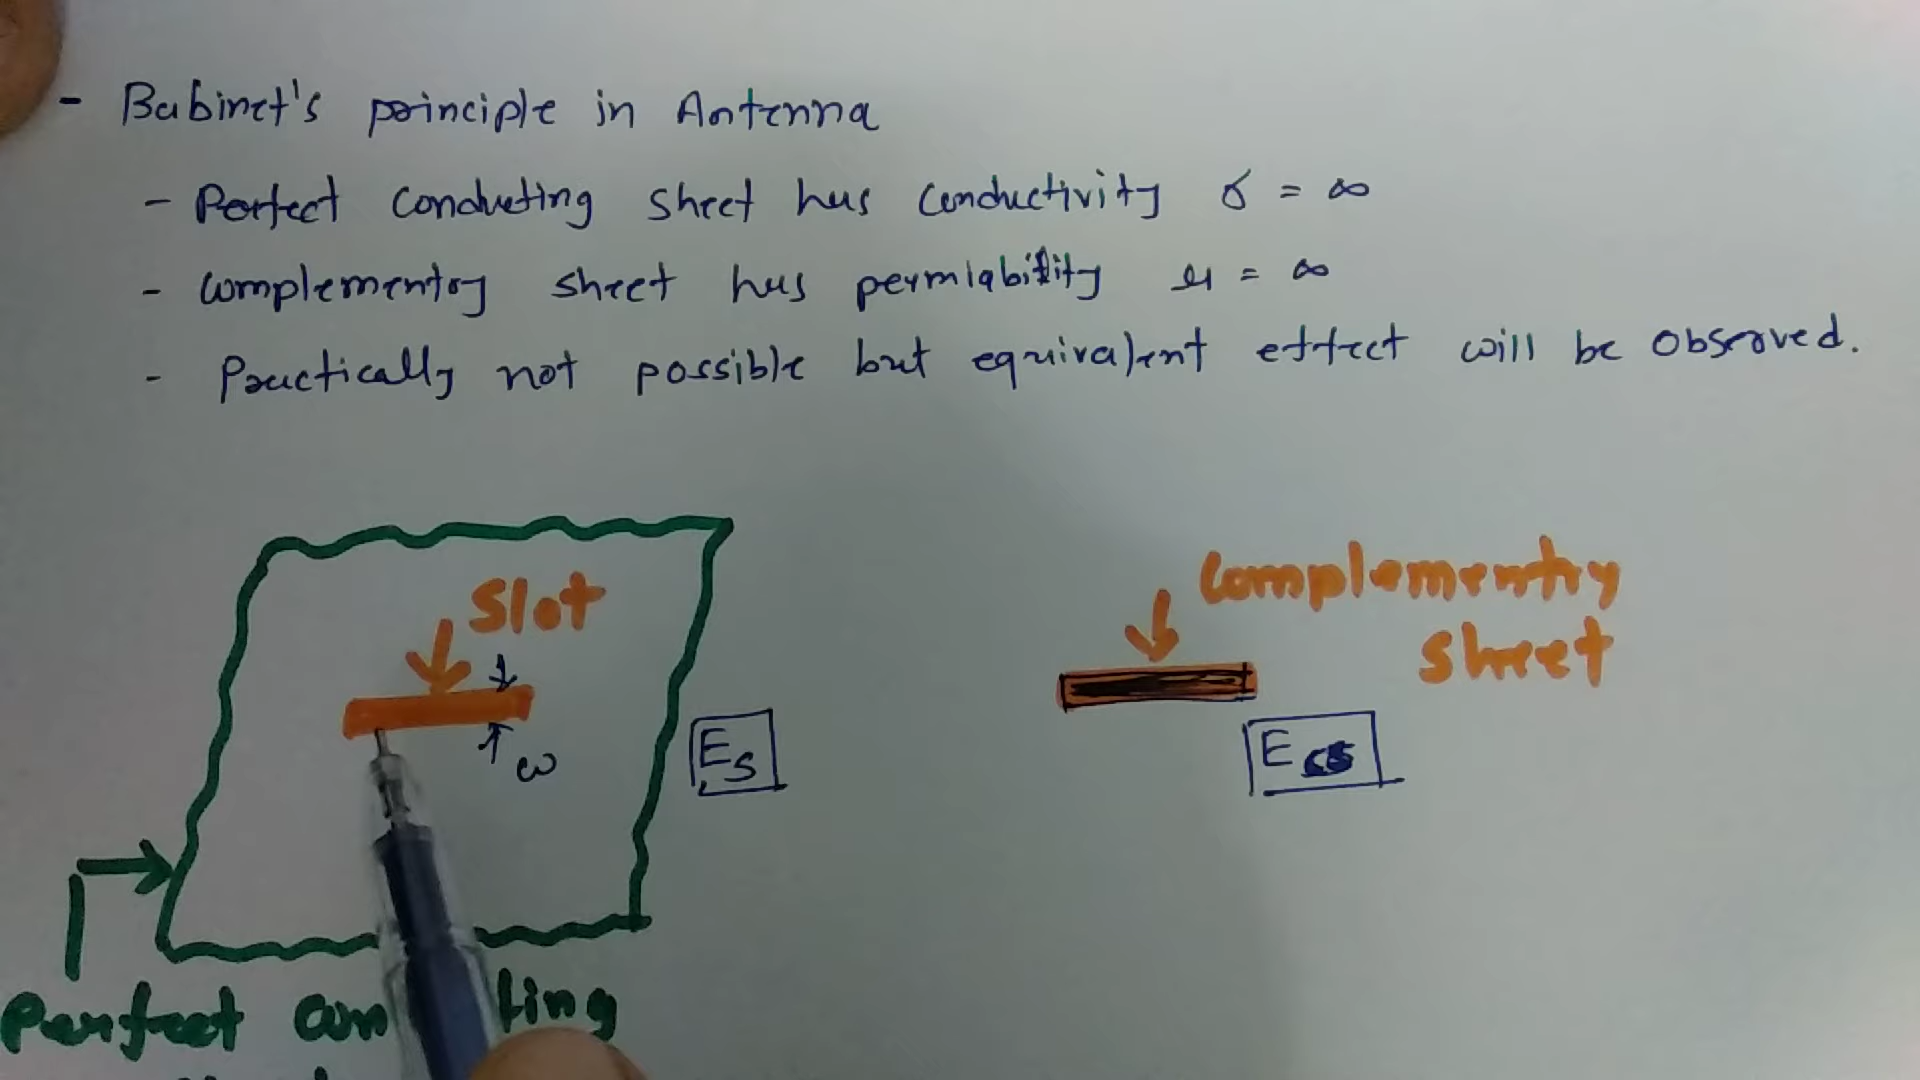 - Babinet's principle in Antenna
- Perfect conducting sheet has conductivity σ = ∞
- complementry sheet has permiability μ = ∞
- Practically not possible but equivalent effect will be observed.
Slot
w
Es
Complementry
sheet
E
Perfect